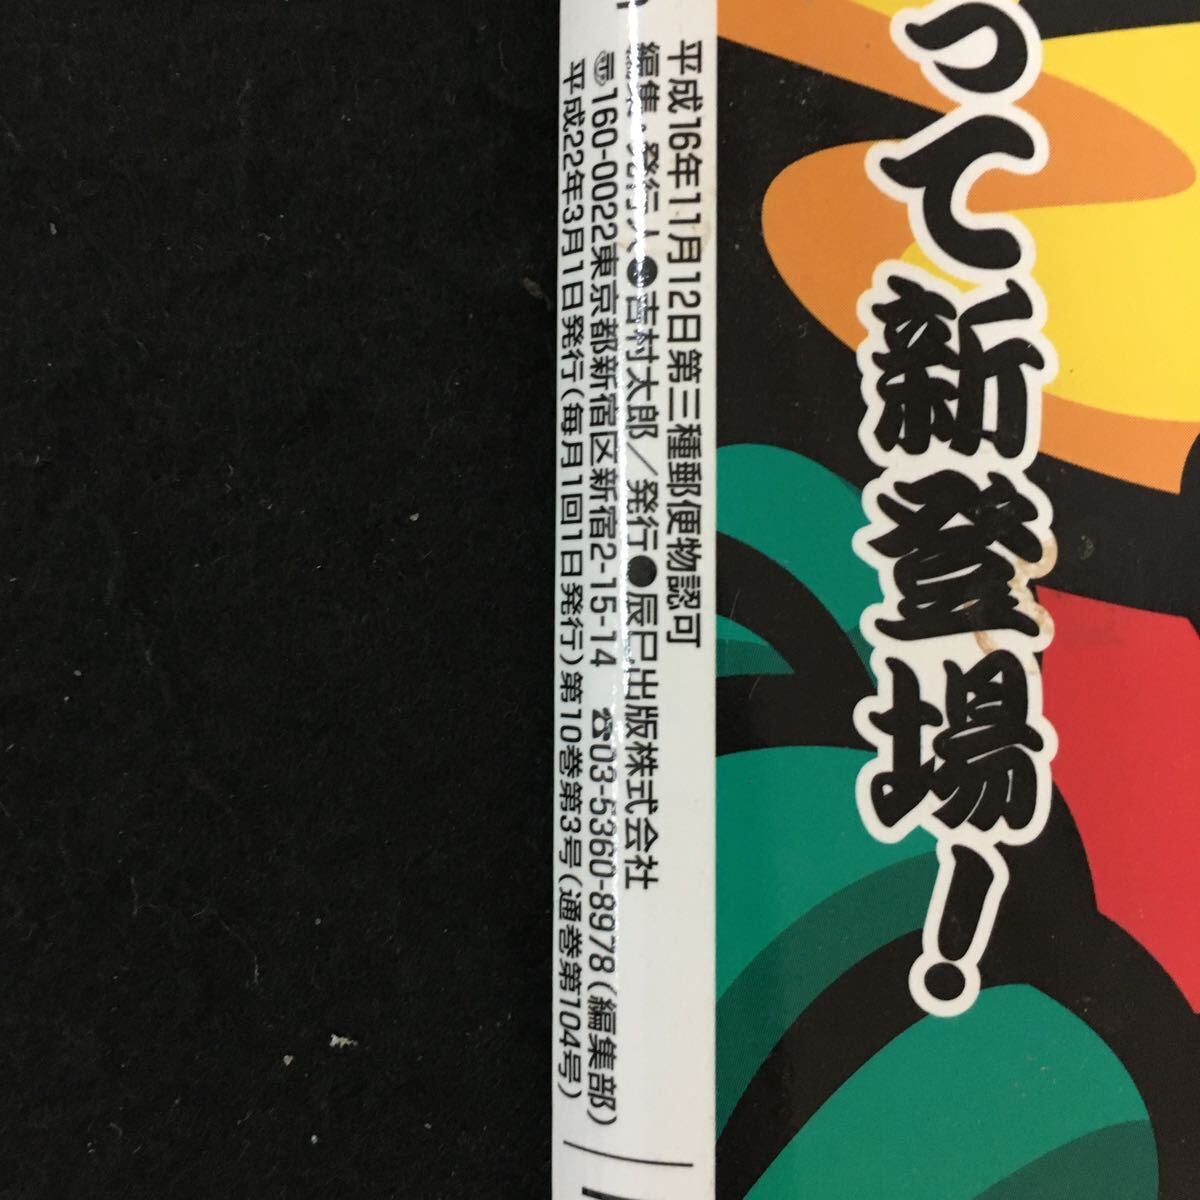 って新登場!
平成16年11月12日第三種郵便物認可
編集・発行人●吉村太郎／発行●辰巳出版株式会社
〒160-0022東京都新宿区新宿2-15-14 ☎03-5360-8978(編集部)
平成22年3月1日発行(毎月1回1日発行)第10巻第3号(通巻第104号)